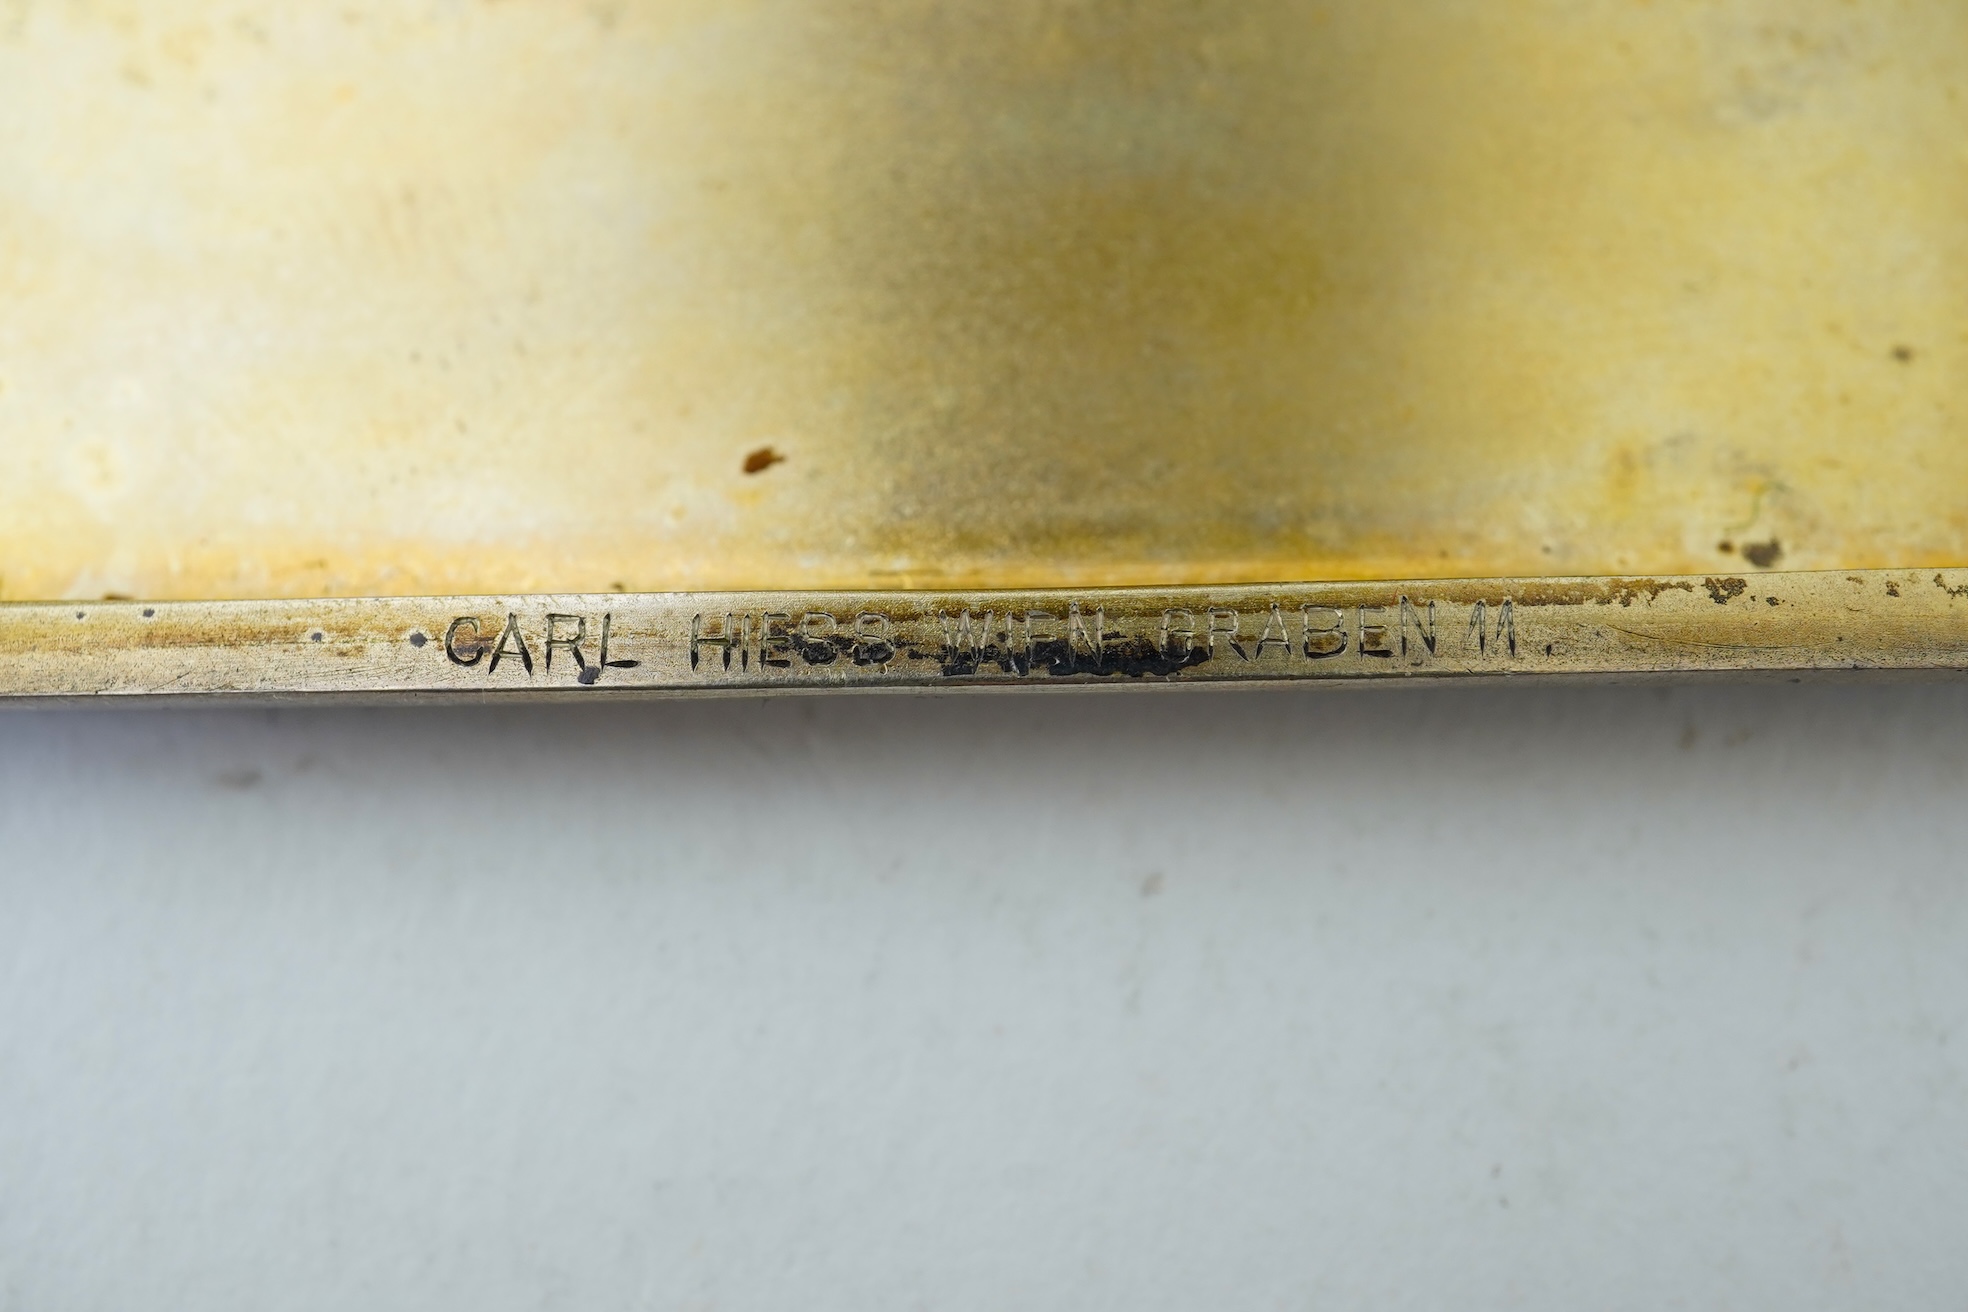 CARL HIESS WIEN GRABEN 11.